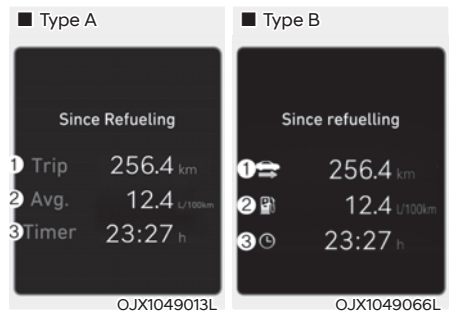 ■ Type A
Since Refueling
1 Trip 256.4 km
2 Avg. 12.4 L/100km
3 Timer 23:27 h
OJX1049013L
■ Type B
Since refuelling
1 256.4 km
2 12.4 L/100km
3 23:27 h
OJX1049066L